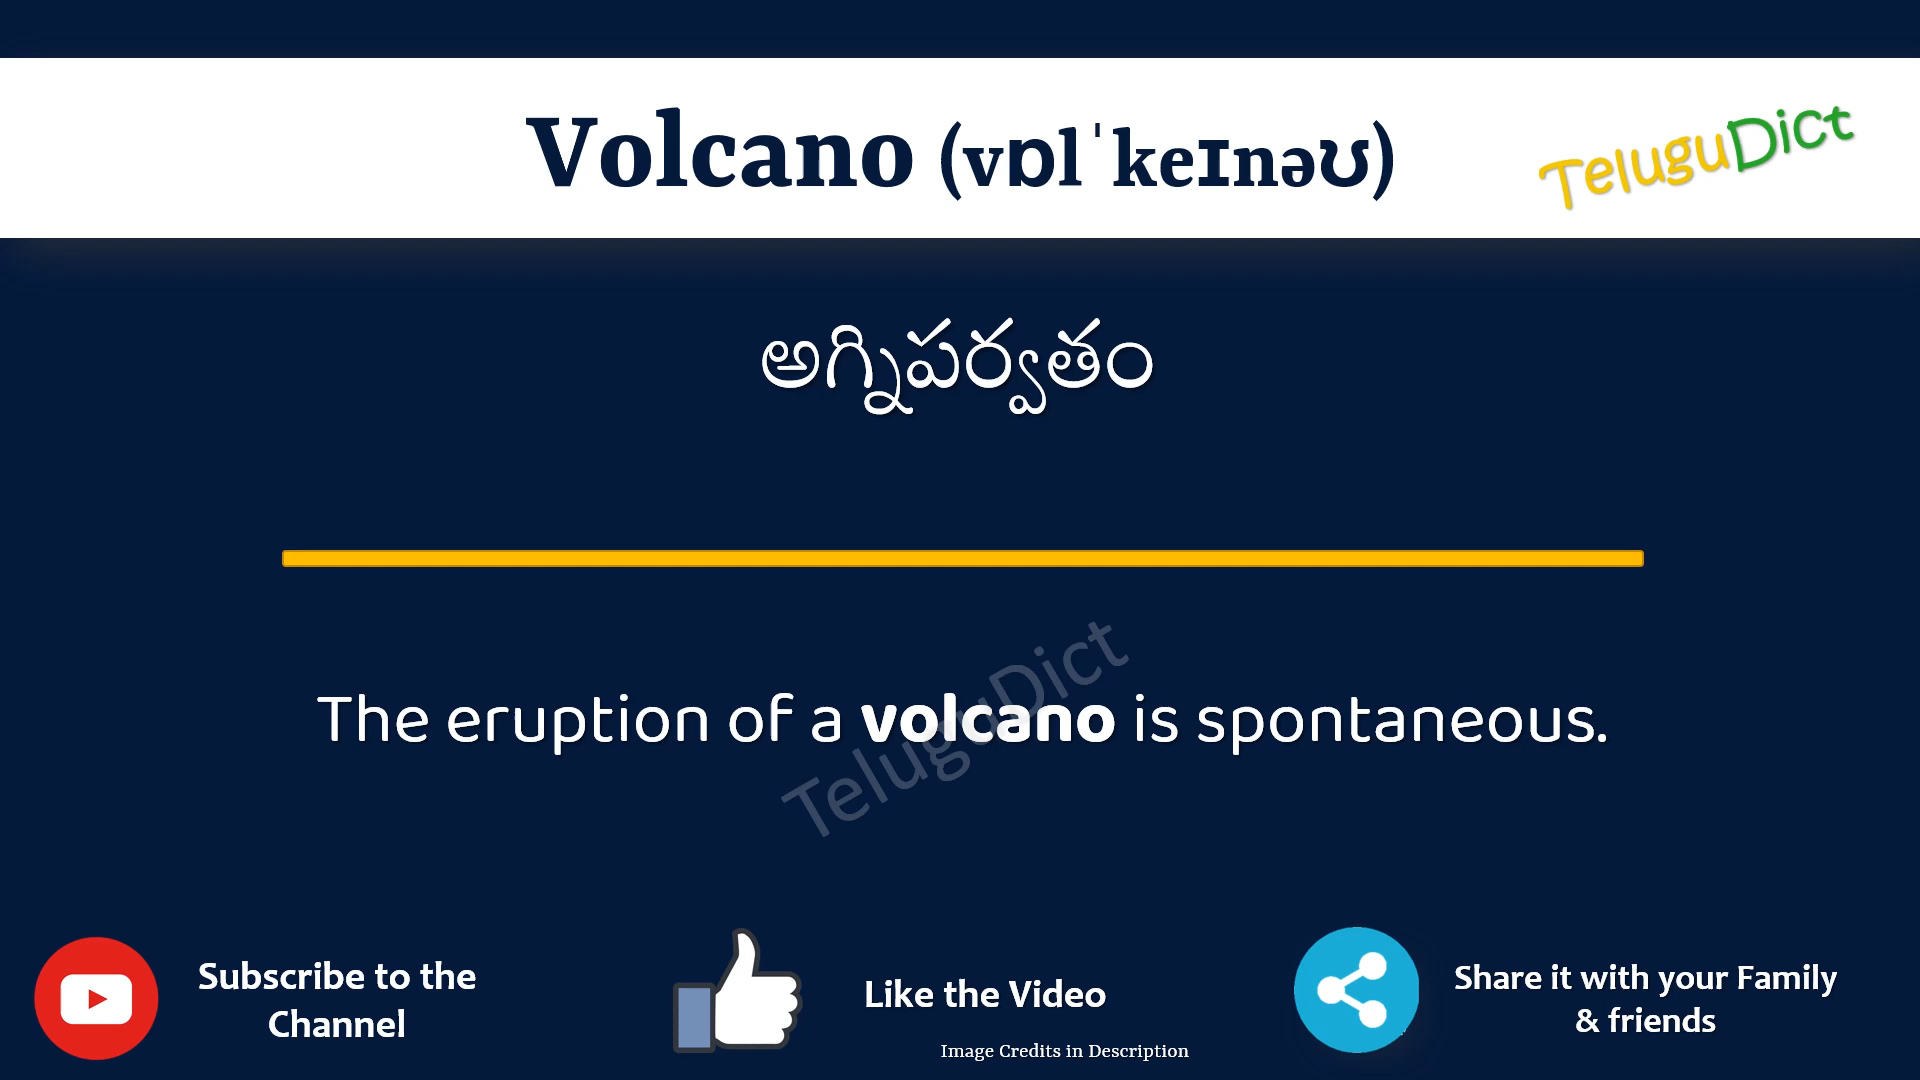 Volcano (vɒlˈkeɪnəʊ)
TeluguDict
అగ్నిపర్వతం
The eruption of a volcano is spontaneous.
TeluguDict
Subscribe to the
Channel
Like the Video
Share it with your Family
& friends
Image Credits in Description